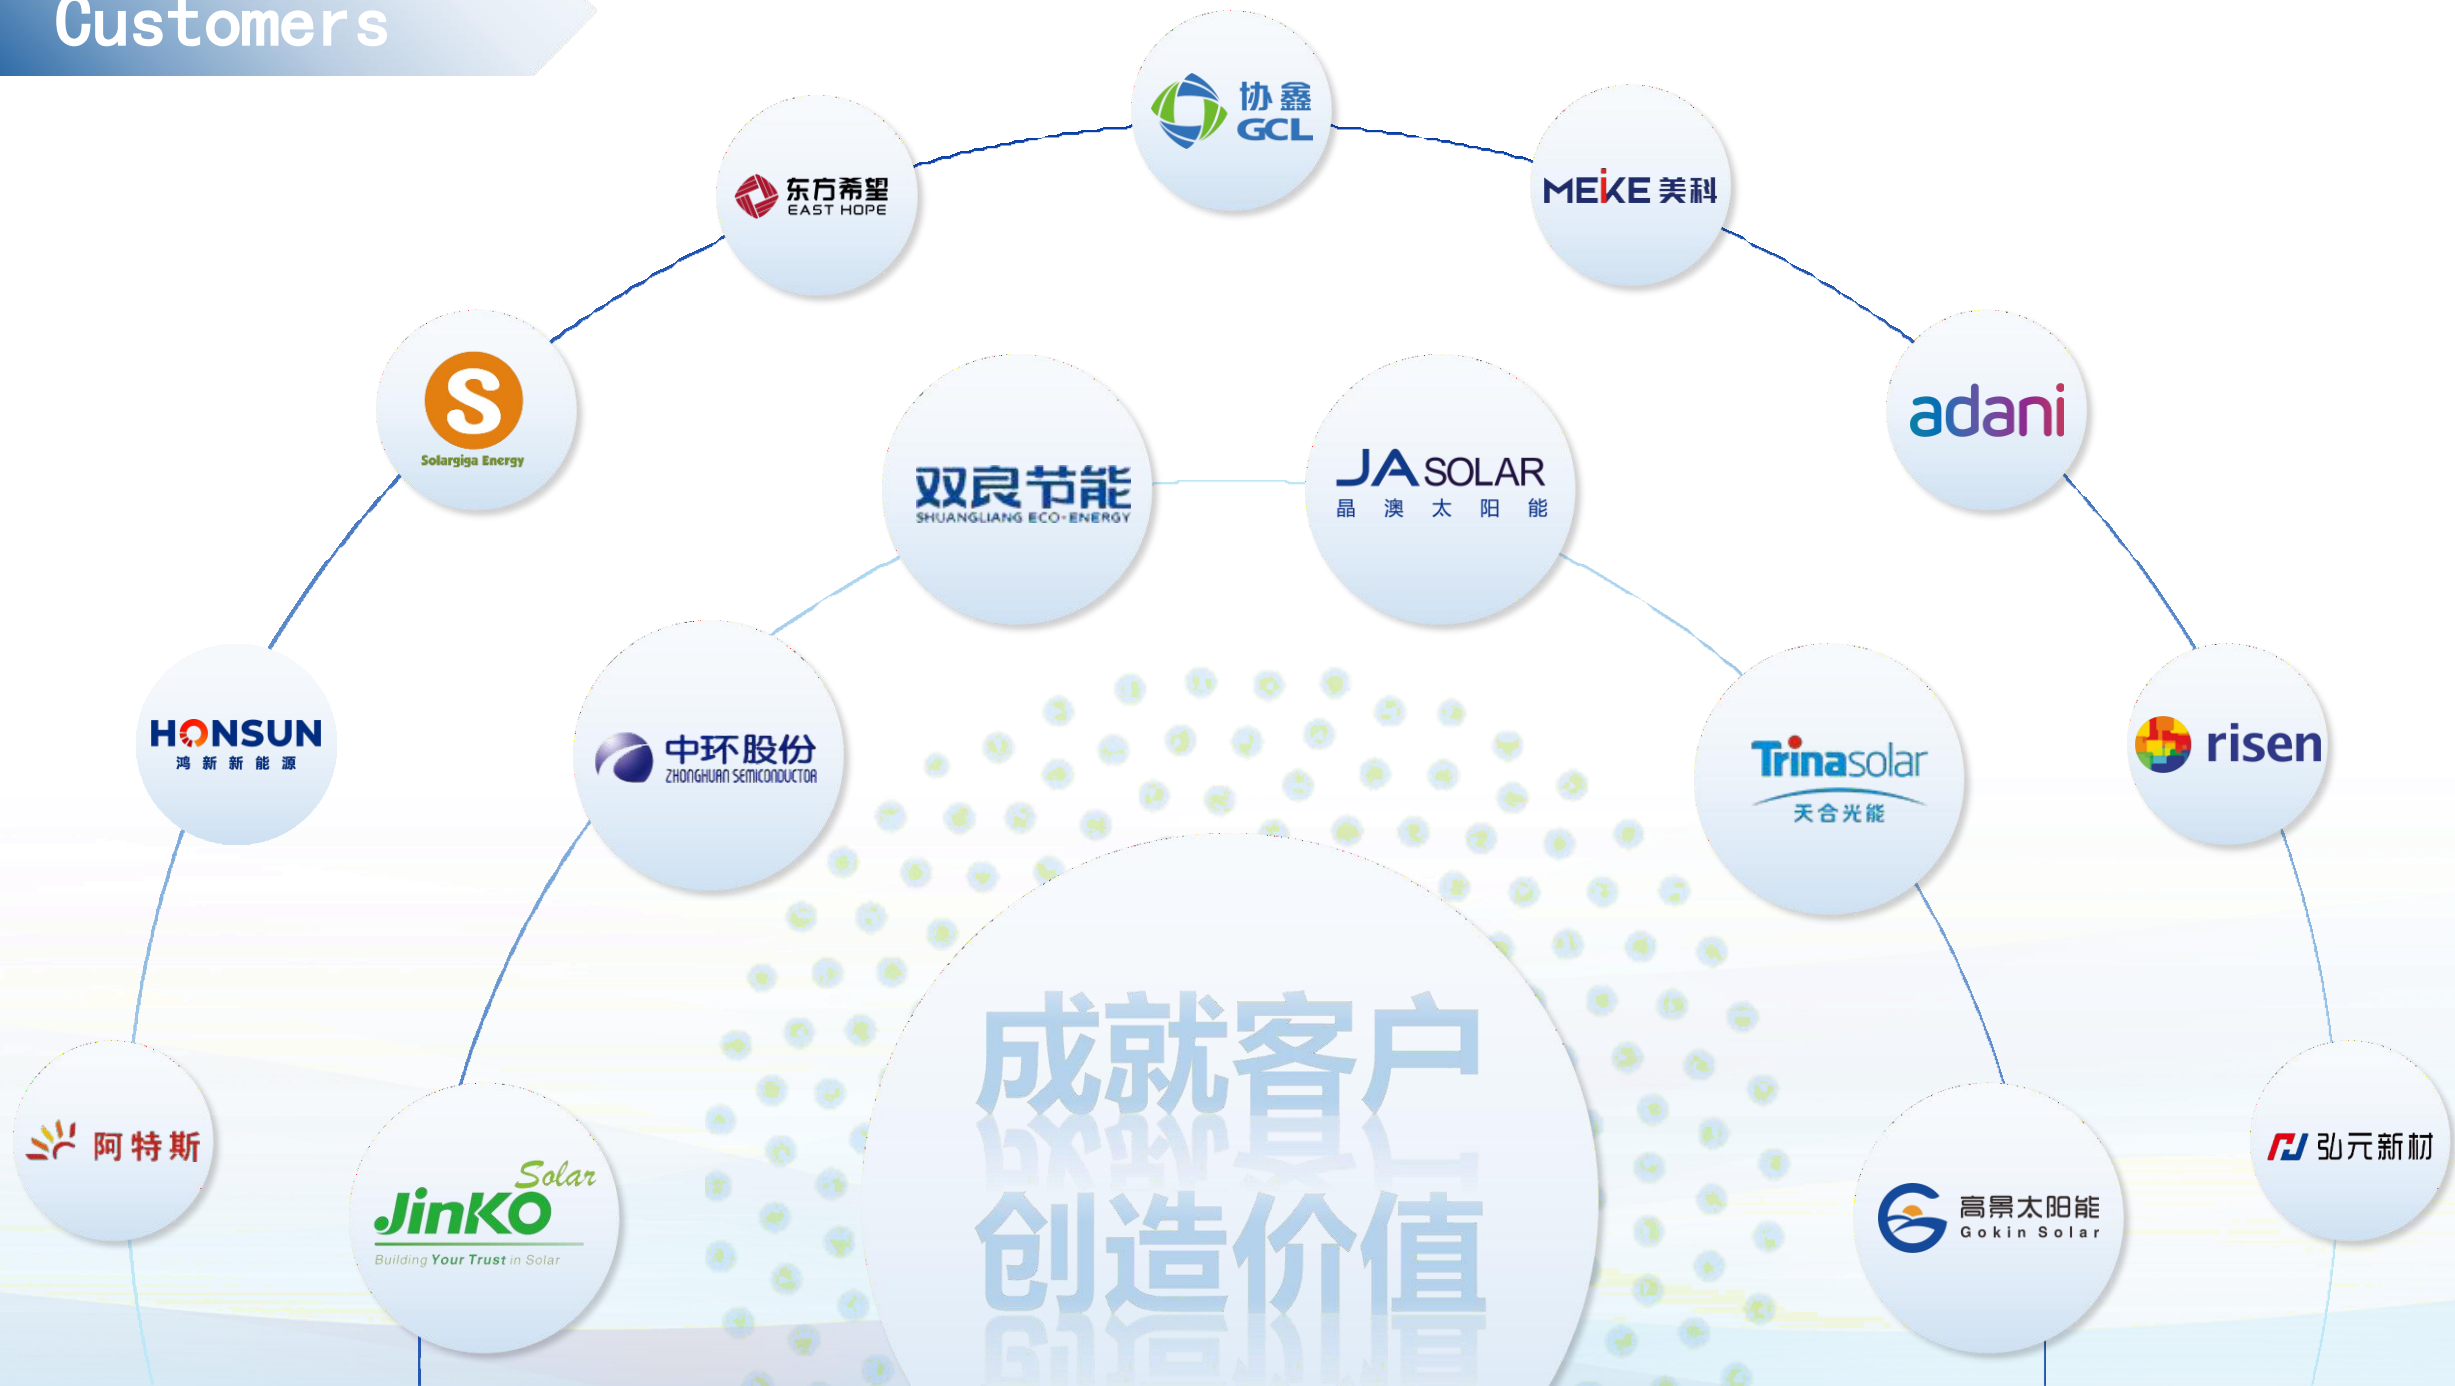 Customers
协鑫
GCL
东方希望
EAST HOPE
MEiKE 美科
Solargiga Energy
adani
双良节能
SHUANGLIANG ECO-ENERGY
JA SOLAR
晶澳太阳能
HONSUN
鸿新新能源
中环股份
ZHONGHUAN SEMICONDUCTOR
Trinasolar
天合光能
risen
阿特斯
JinKO Solar
Building Your Trust in Solar
成就客户
创造价值
高景太阳能
Gokin Solar
弘元新材